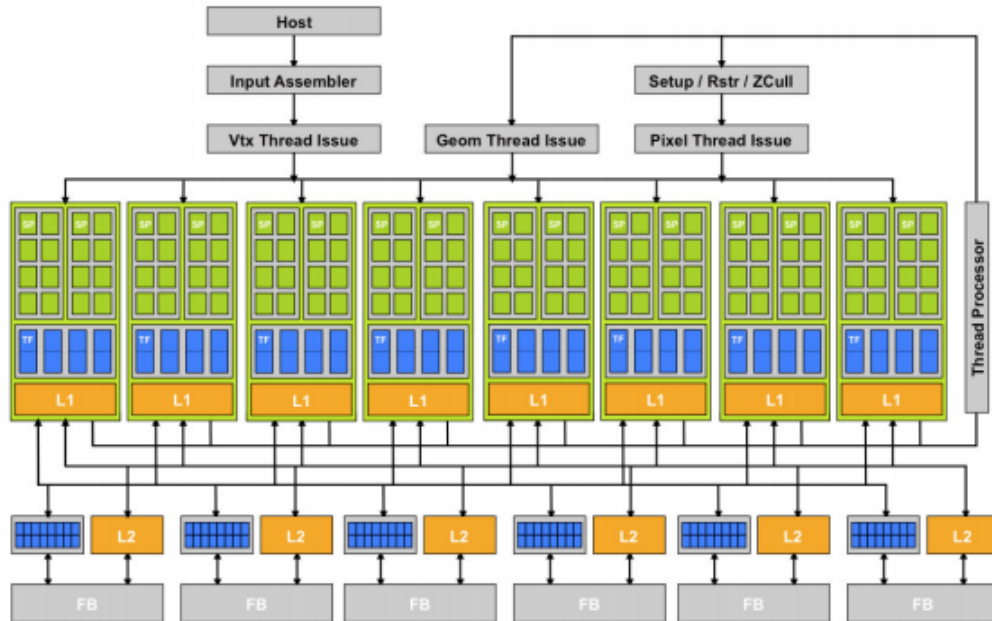 Host
Input Assembler
Setup / Rstr / ZCull
Vtx Thread Issue
Geom Thread Issue
Pixel Thread Issue
SP SP SP SP SP SP SP SP SP SP SP SP SP SP SP SP
Thread Processor
TF TF TF TF TF TF TF TF
L1 L1 L1 L1 L1 L1 L1 L1
L2 L2 L2 L2 L2 L2
FB FB FB FB FB FB